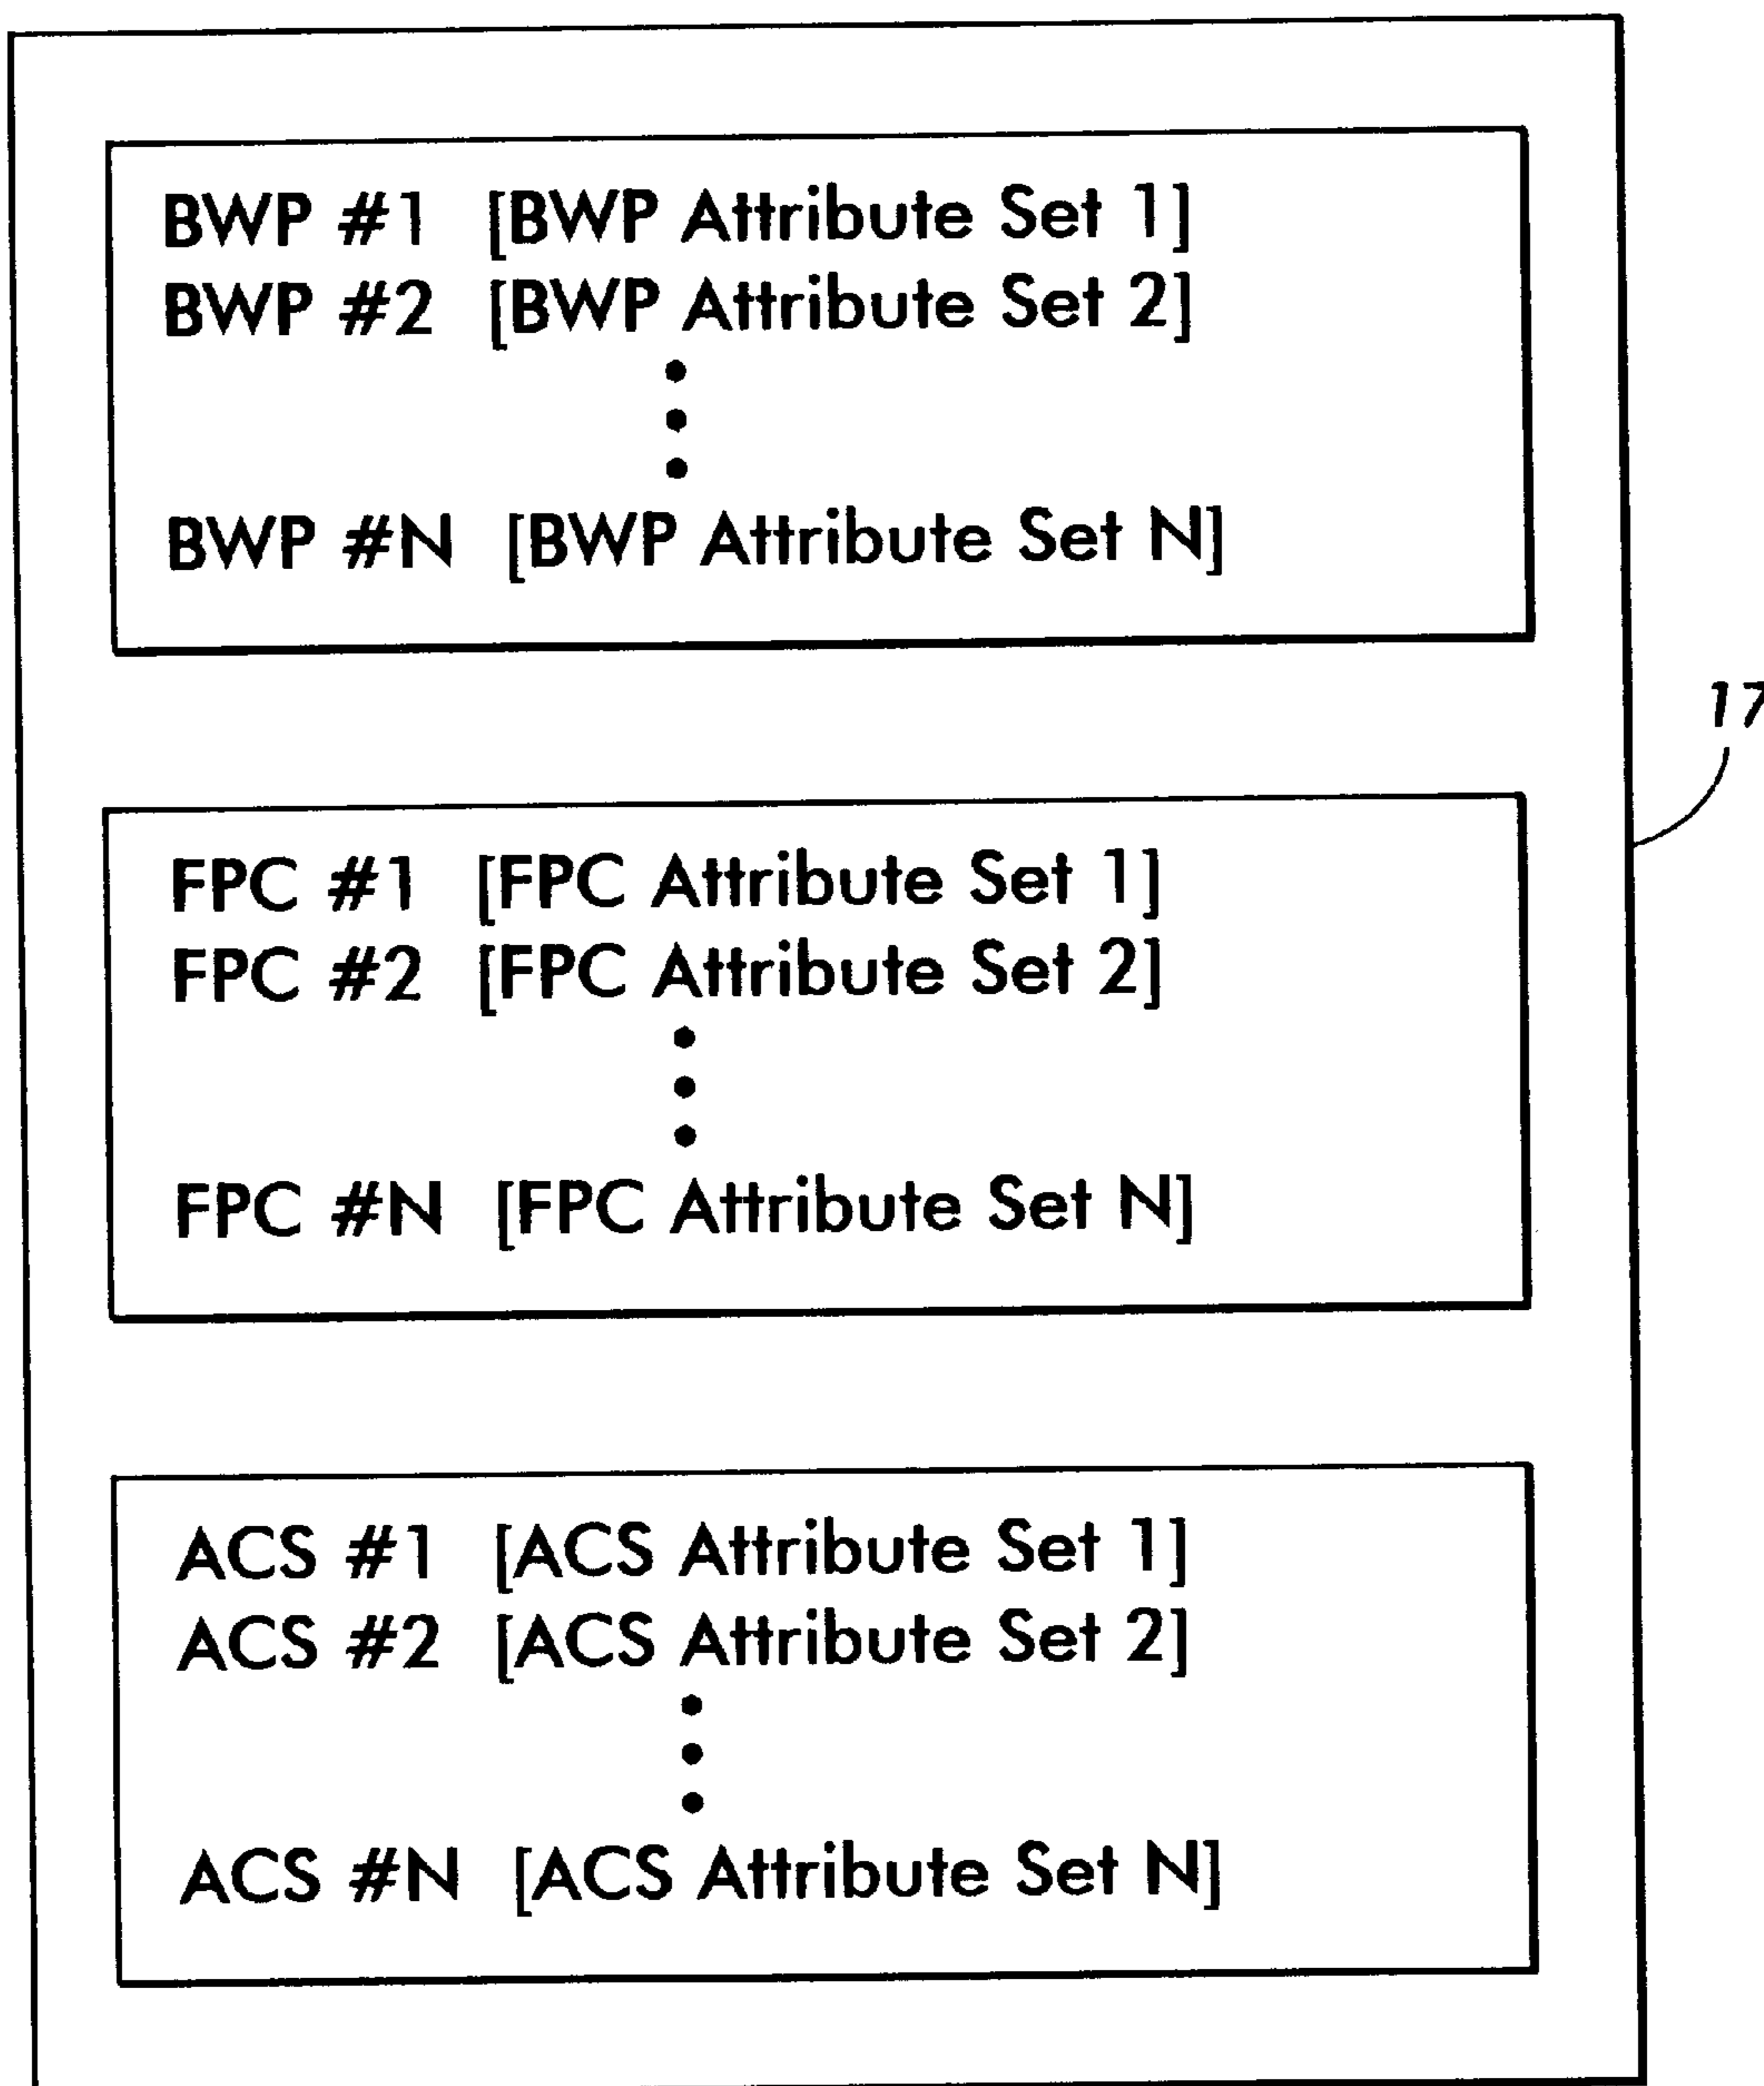 BWP #1 [BWP Attribute Set 1]
BWP #2 [BWP Attribute Set 2]
BWP #N [BWP Attribute Set N]
17
FPC #1 [FPC Attribute Set 1]
FPC #2 [FPC Attribute Set 2]
FPC #N [FPC Attribute Set N]
ACS #1 [ACS Attribute Set 1]
ACS #2 [ACS Attribute Set 2]
ACS #N [ACS Attribute Set N]